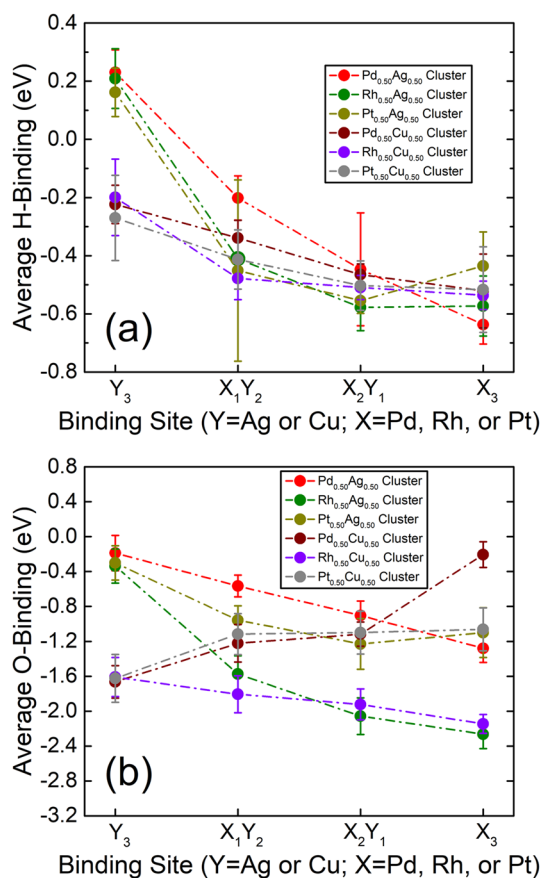 0.4
0.2
0.0
-0.2
-0.4
-0.6
-0.8
Average H-Binding (eV)
Pd0.50Ag0.50 Cluster
Rh0.50Ag0.50 Cluster
Pt0.50Ag0.50 Cluster
Pd0.50Cu0.50 Cluster
Rh0.50Cu0.50 Cluster
Pt0.50Cu0.50 Cluster
(a)
Y3 X1Y2 X2Y1 X3
Binding Site (Y=Ag or Cu; X=Pd, Rh, or Pt)
0.8
0.4
0.0
-0.4
-0.8
-1.2
-1.6
-2.0
-2.4
-2.8
-3.2
Average O-Binding (eV)
Pd0.50Ag0.50 Cluster
Rh0.50Ag0.50 Cluster
Pt0.50Ag0.50 Cluster
Pd0.50Cu0.50 Cluster
Rh0.50Cu0.50 Cluster
Pt0.50Cu0.50 Cluster
(b)
Y3 X1Y2 X2Y1 X3
Binding Site (Y=Ag or Cu; X=Pd, Rh, or Pt)